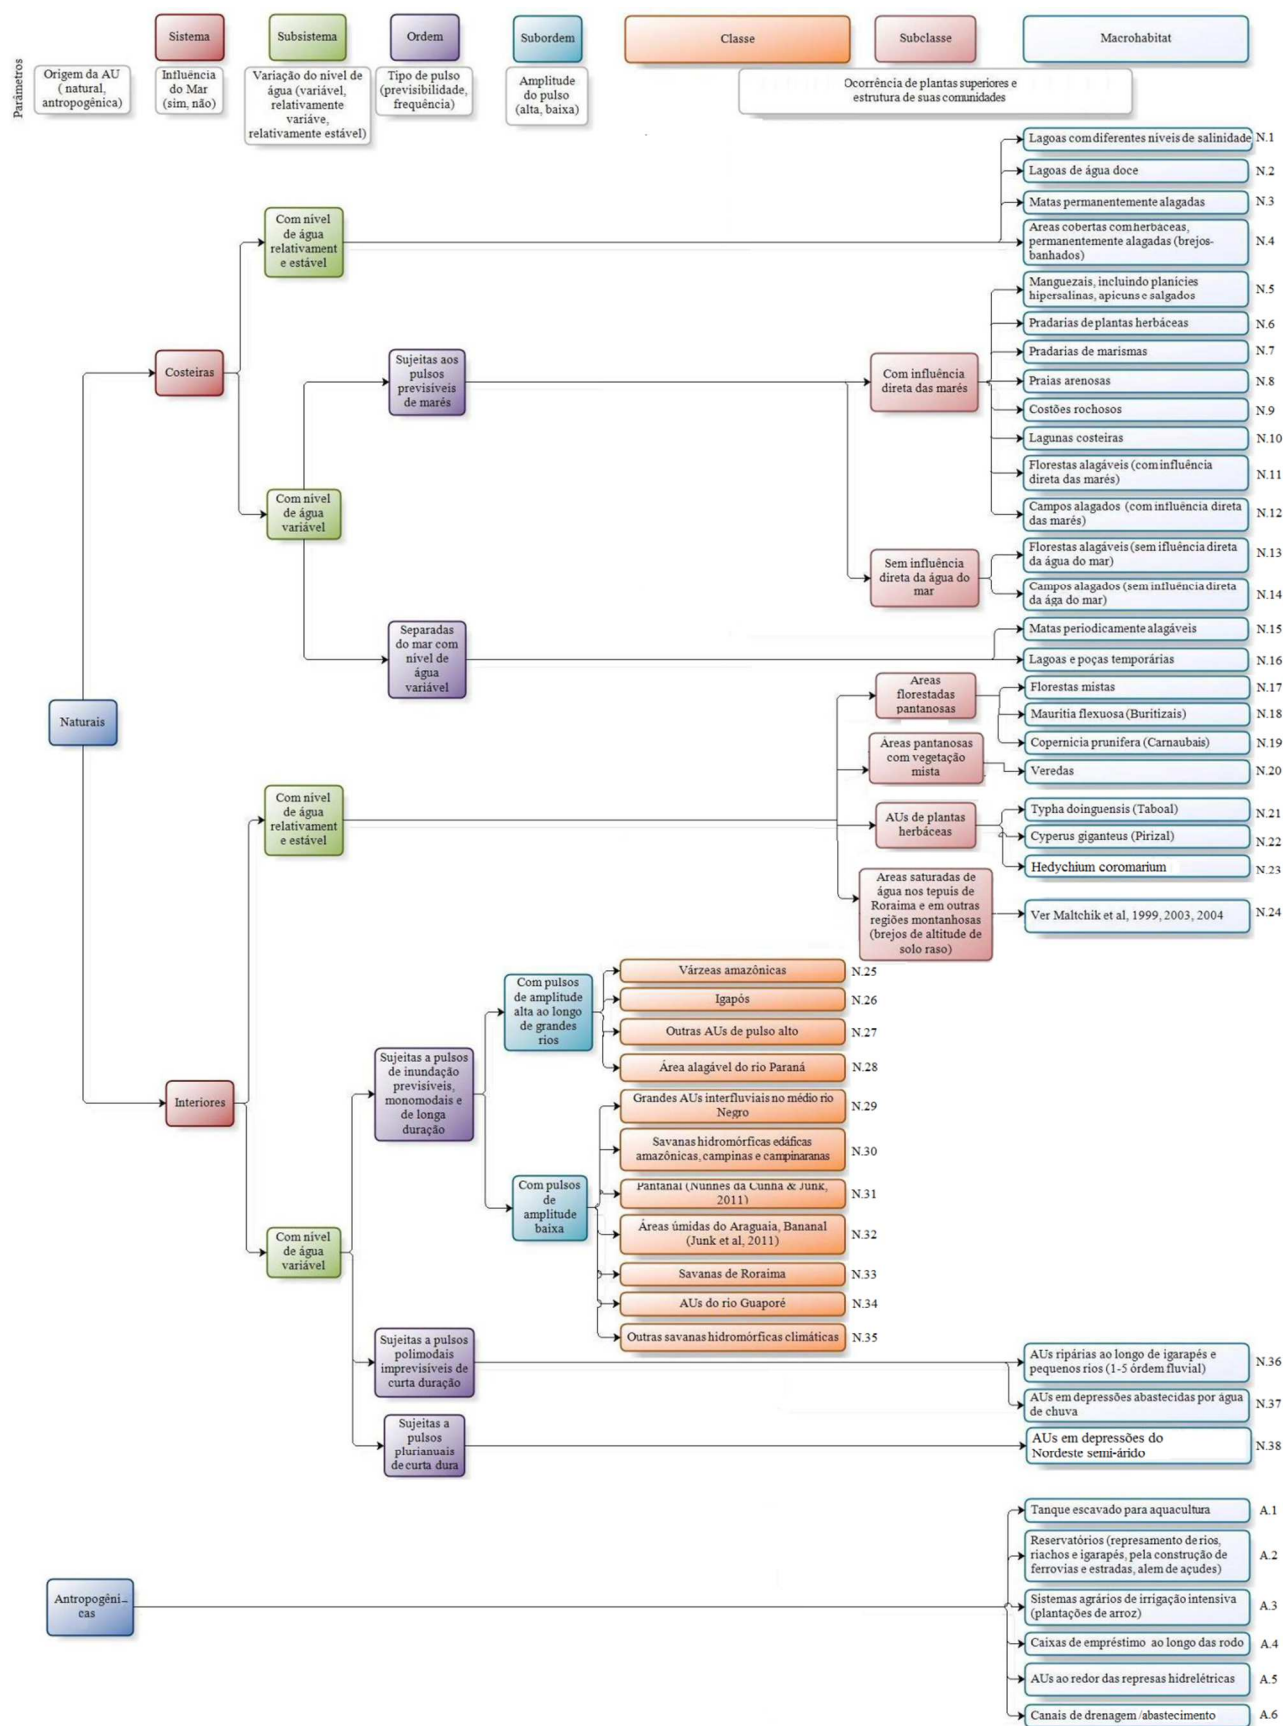 Parâmetros
Sistema
Subsistema
Ordem
Subordem
Classe
Subclasse
Macrohabitat
Origem da AU
( natural,
antropogênica)
Influência
do Mar
(sim, não)
Variação do nivel de
água (variável,
relativamente
variáve,
relativamente estável)
Tipo de pulso
(previsibilidade,
frequência)
Amplitude
do pulso
(alta, baixa)
Ocorrência de plantas superiores e
estrutura de suas comunidades
Naturais
Costeiras
Com nível
de água
relativament
e estável
Lagoas com diferentes níveis de salinidade N.1
Lagoas de água doce N.2
Matas permanentemente alagadas N.3
Areas cobertas com herbáceas,
permanentemente alagadas (brejos-
banhados)
N.4
Com nível
de água
variável
Sujeitas aos
pulsos
previsíveis
de marés
Com influência
direta das marés
Manguezais, incluindo planícies
hipersalinas, apicuns e salgados
N.5
Pradarias de plantas herbáceas N.6
Pradarias de marismas N.7
Praias arenosas N.8
Costões rochosos N.9
Lagunas costeiras N.10
Florestas alagáveis (com influência
direta das marés)
N.11
Campos alagados (com influência direta
das marés)
N.12
Sem influência
direta da água do
mar
Florestas alagáveis (sem ifluência direta
da água do mar)
N.13
Campos alagados (sem influência direta
da ága do mar)
N.14
Separadas
do mar com
nível de
água
variável
Matas periodicamente alagáveis N.15
Lagoas e poças temporárias N.16
Interiores
Com nível
de água
relativament
e estável
Areas
florestadas
pantanosas
Florestas mistas N.17
Mauritia flexuosa (Buritizais) N.18
Copernicia prunifera (Carnaubais) N.19
Áreas pantanosas
com vegetação
mista
Veredas N.20
AUs de plantas
herbáceas
Typha doinguensis (Taboal) N.21
Cyperus giganteus (Pirizal) N.22
Hedychium coromarium N.23
Areas saturadas de
água nos tepuis de
Roraima e em outras
regiões montanhosas
(brejos de altitude de
solo raso)
Ver Maltchik et al, 1999, 2003, 2004 N.24
Com nível
de água
variável
Sujeitas a pulsos
de inundação
previsíveis,
monomodais e
de longa
duração
Com pulsos
de amplitude
alta ao longo
de grandes
rios
Várzeas amazônicas N.25
Igapós N.26
Outras AUs de pulso alto N.27
Área alagável do rio Paraná N.28
Com pulsos
de
amplitude
baixa
Grandes AUs interfluviais no médio rio
Negro
N.29
Savanas hidromórficas edáficas
amazônicas, campinas e campinaranas
N.30
Pantanal (Nunnes da Cunha & Junk,
2011)
N.31
Áreas úmidas do Araguaia, Bananal
(Junk et al, 2011)
N.32
Savanas de Roraima N.33
AUs do rio Guaporé N.34
Outras savanas hidromórficas climáticas N.35
Sujeitas a pulsos
polimodais
imprevisíveis de
curta duração
AUs ripárias ao longo de igarapés e
pequenos rios (1-5 órdem fluvial)
N.36
AUs em depressões abastecidas por água
de chuva
N.37
Sujeitas a
pulsos
plurianuais
de curta dura
AUs em depressões do
Nordeste semi-árido
N.38
Antropogêni-
cas
Tanque escavado para aquacultura A.1
Reservatórios (represamento de rios,
riachos e igarapés, pela construção de
ferrovias e estradas, alem de açudes)
A.2
Sistemas agrários de irrigação intensiva
(plantações de arroz)
A.3
Caixas de empréstimo ao longo das rodo A.4
AUs ao redor das represas hidrelétricas A.5
Canais de drenagem /abastecimento A.6